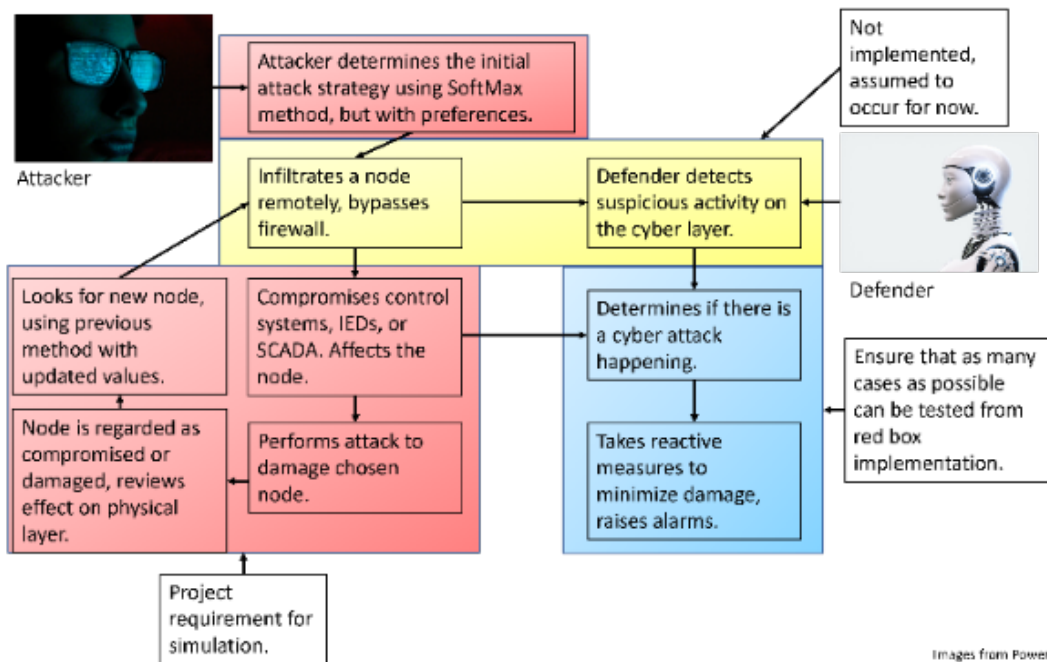 Attacker determines the initial
attack strategy using SoftMax
method, but with preferences.
Not
implemented,
assumed to
occur for now.
Attacker
Infiltrates a node
remotely, bypasses
firewall.
Defender detects
suspicious activity on
the cyber layer.
Defender
Looks for new node,
using previous
method with
updated values.
Compromises control
systems, IEDs, or
SCADA. Affects the
node.
Determines if there is
a cyber attack
happening.
Ensure that as many
cases as possible
can be tested from
red box
implementation.
Node is regarded as
compromised or
damaged, reviews
effect on physical
layer.
Performs attack to
damage chosen
node.
Takes reactive
measures to
minimize damage,
raises alarms.
Project
requirement for
simulation.
Images from Power